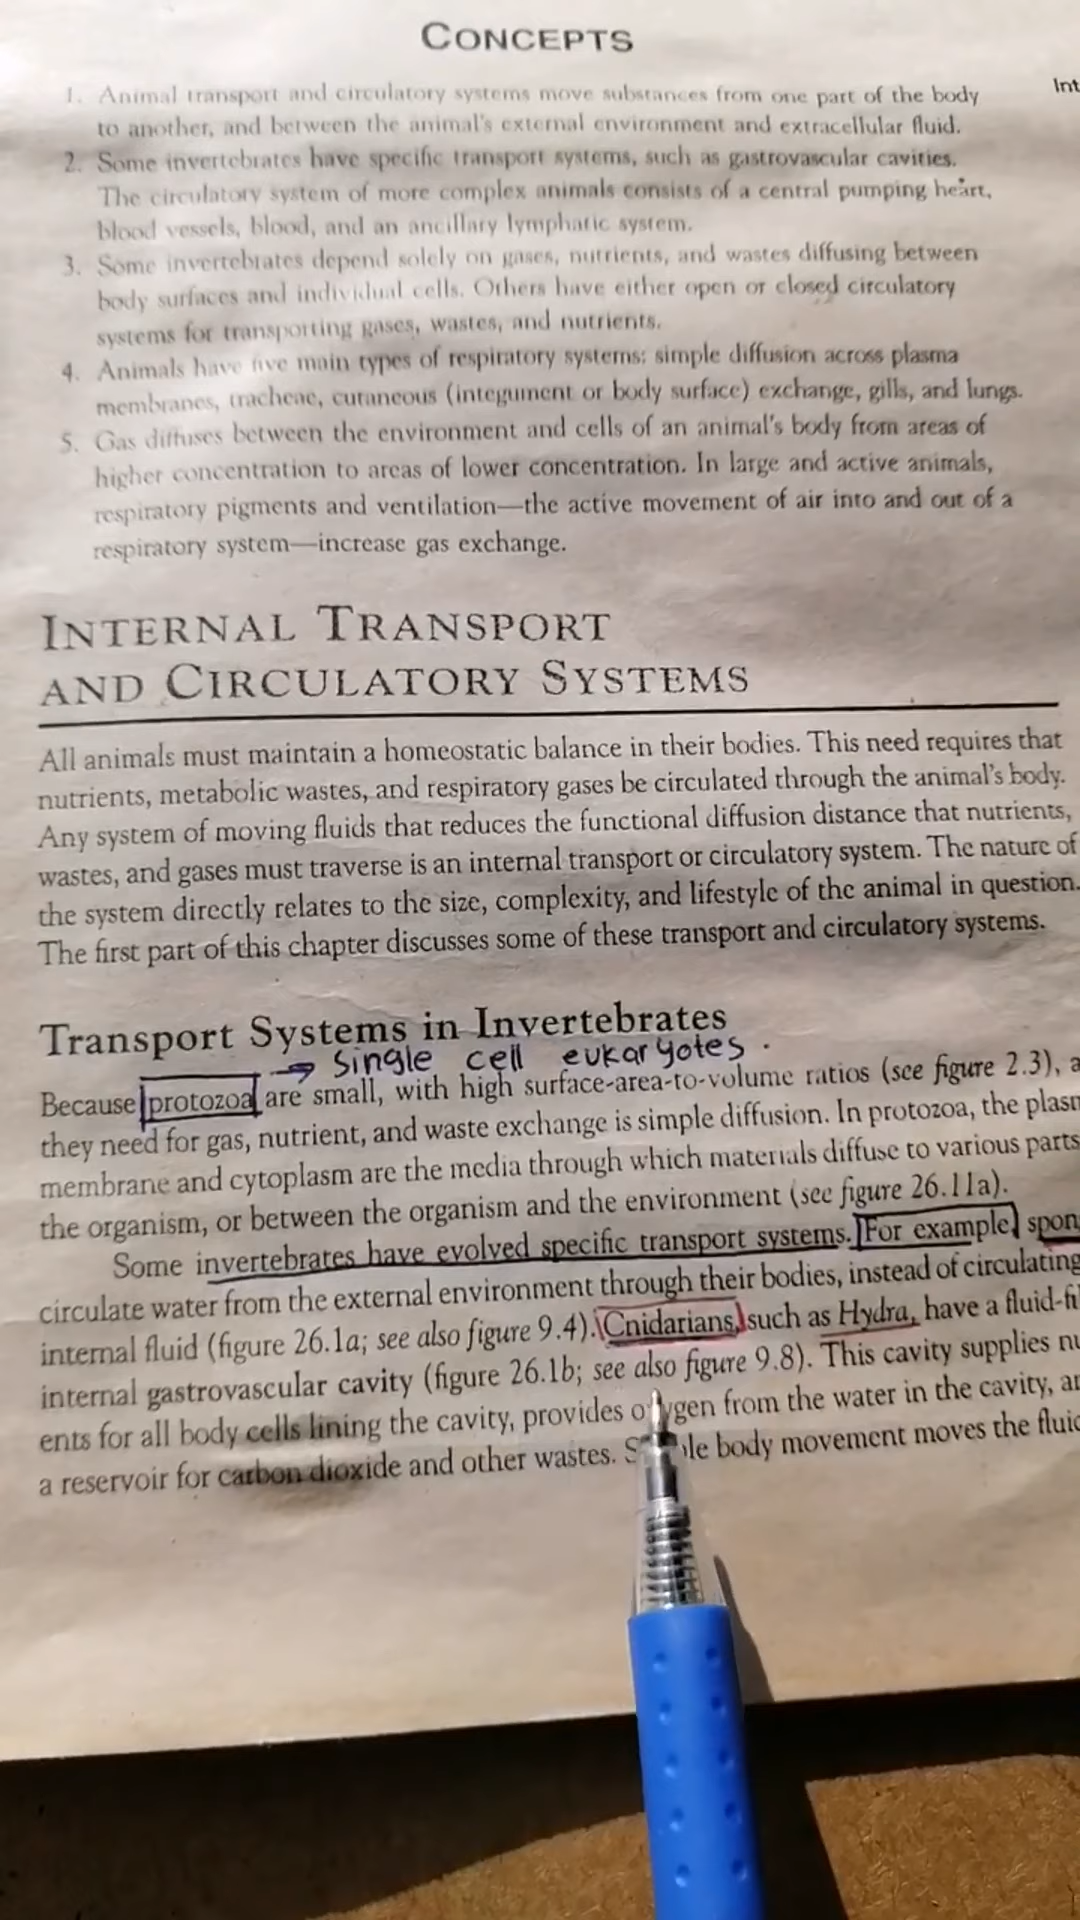 CONCEPTS
Int
1. Animal transport and circulatory systems move substances from one part of the body
to another, and between the animal's external environment and extracellular fluid.
2. Some invertebrates have specific transport systems, such as gastrovascular cavities.
The circulatory system of more complex animals consists of a central pumping heart,
blood vessels, blood, and an ancillary lymphatic system.
3. Some invertebrates depend solely on gases, nutrients, and wastes diffusing between
body surfaces and individual cells. Others have either open or closed circulatory
systems for transporting gases, wastes, and nutrients.
4. Animals have five main types of respiratory systems: simple diffusion across plasma
membranes, tracheae, cutaneous (integument or body surface) exchange, gills, and lungs.
5. Gas diffuses between the environment and cells of an animal's body from areas of
higher concentration to areas of lower concentration. In large and active animals,
respiratory pigments and ventilation—the active movement of air into and out of a
respiratory system—increase gas exchange.
INTERNAL TRANSPORT
AND CIRCULATORY SYSTEMS
All animals must maintain a homeostatic balance in their bodies. This need requires that
nutrients, metabolic wastes, and respiratory gases be circulated through the animal's body.
Any system of moving fluids that reduces the functional diffusion distance that nutrients,
wastes, and gases must traverse is an internal transport or circulatory system. The nature of
the system directly relates to the size, complexity, and lifestyle of the animal in question.
The first part of this chapter discusses some of these transport and circulatory systems.
Transport Systems in Invertebrates
→ single cell eukaryotes.
Because protozoa are small, with high surface-area-to-volume ratios (see figure 2.3), a
they need for gas, nutrient, and waste exchange is simple diffusion. In protozoa, the plasm
membrane and cytoplasm are the media through which materials diffuse to various parts
the organism, or between the organism and the environment (see figure 26.11a).
Some invertebrates have evolved specific transport systems. For example, spon
circulate water from the external environment through their bodies, instead of circulating
internal fluid (figure 26.1a; see also figure 9.4). Cnidarians, such as Hydra, have a fluid-fil
internal gastrovascular cavity (figure 26.1b; see also figure 9.8). This cavity supplies nu
ents for all body cells lining the cavity, provides oxygen from the water in the cavity, an
a reservoir for carbon dioxide and other wastes. body movement moves the fluid